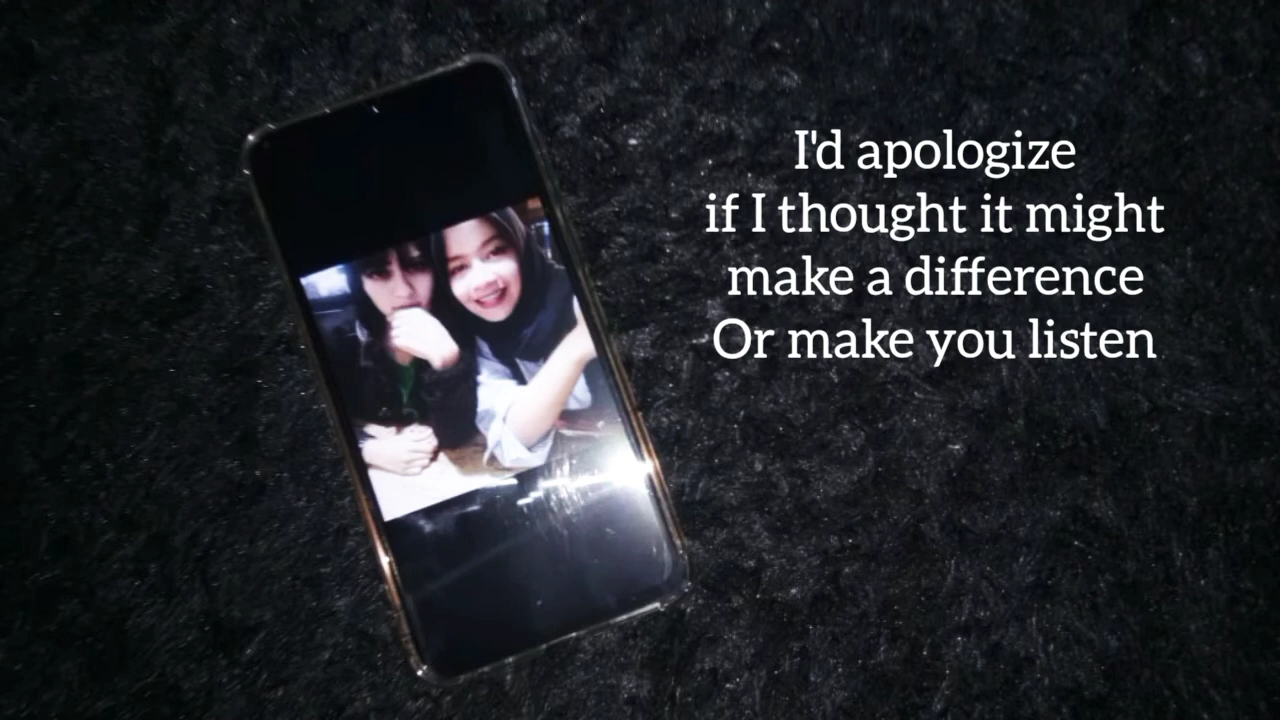 I'd apologize
if I thought it might
make a difference
Or make you listen